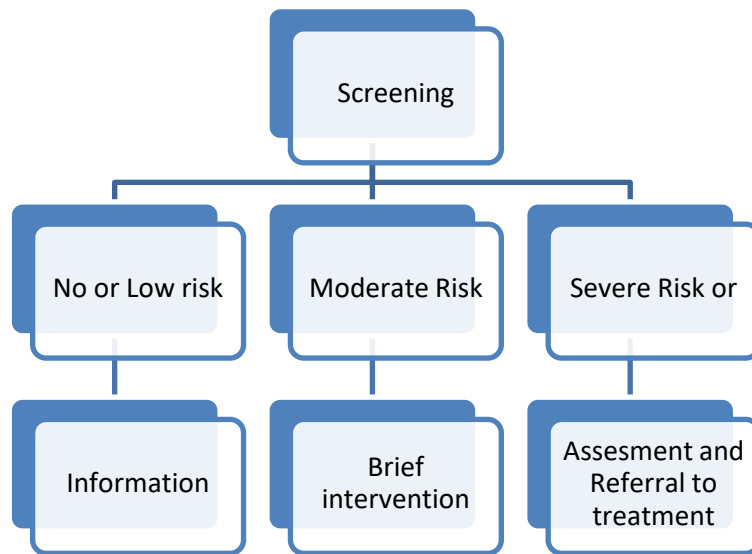 Screening
No or Low risk
Moderate Risk
Severe Risk or
Information
Brief
intervention
Assesment and
Referral to
treatment